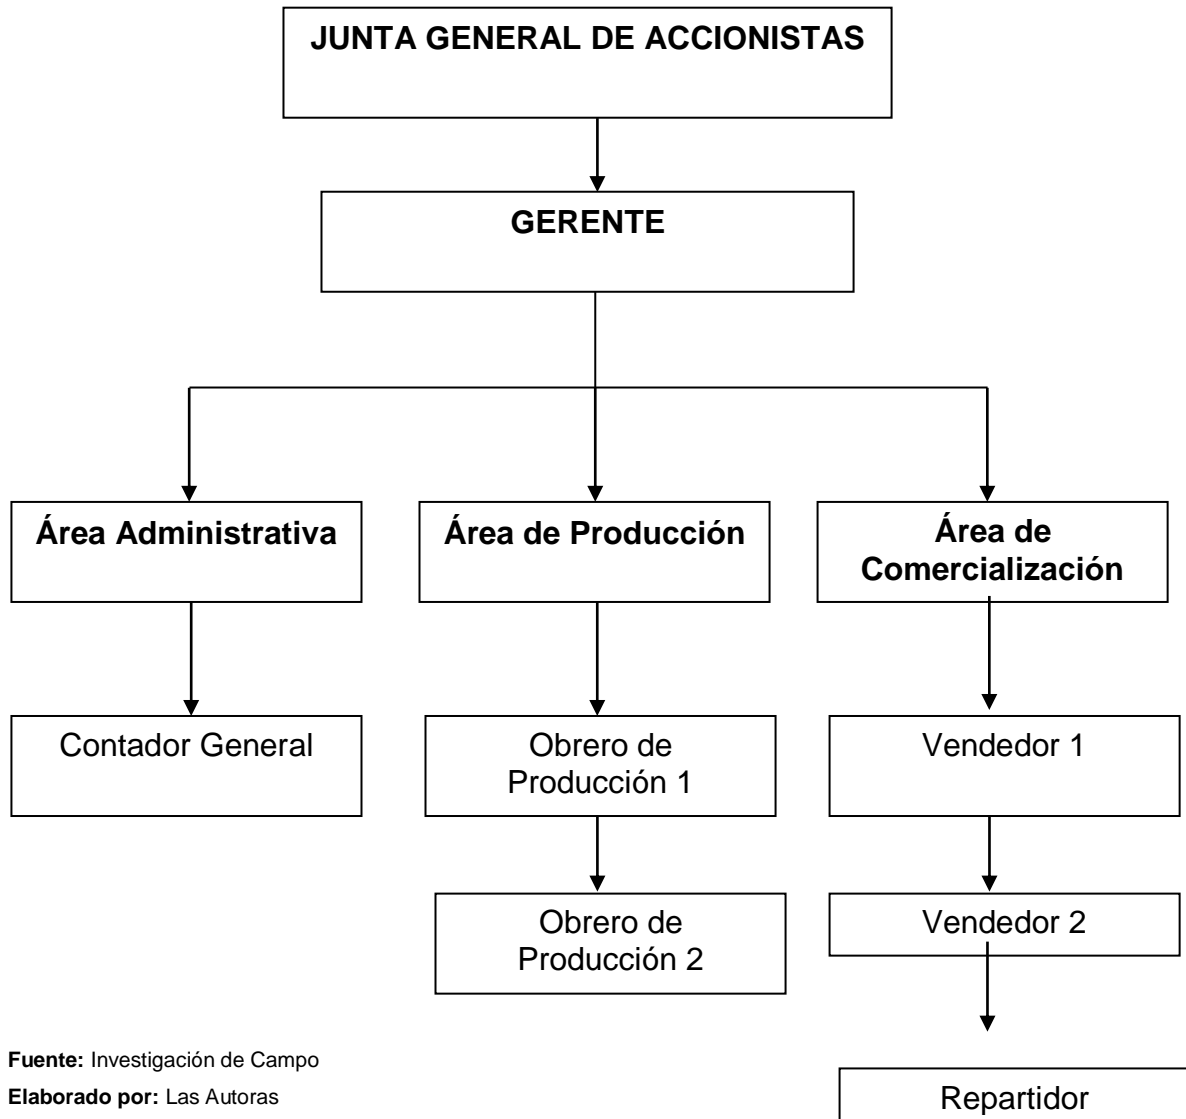 JUNTA GENERAL DE ACCIONISTAS
GERENTE
Área Administrativa
Área de Producción
Área de
Comercialización
Contador General
Obrero de
Producción 1
Vendedor 1
Obrero de
Producción 2
Vendedor 2
Fuente: Investigación de Campo
Elaborado por: Las Autoras
Repartidor